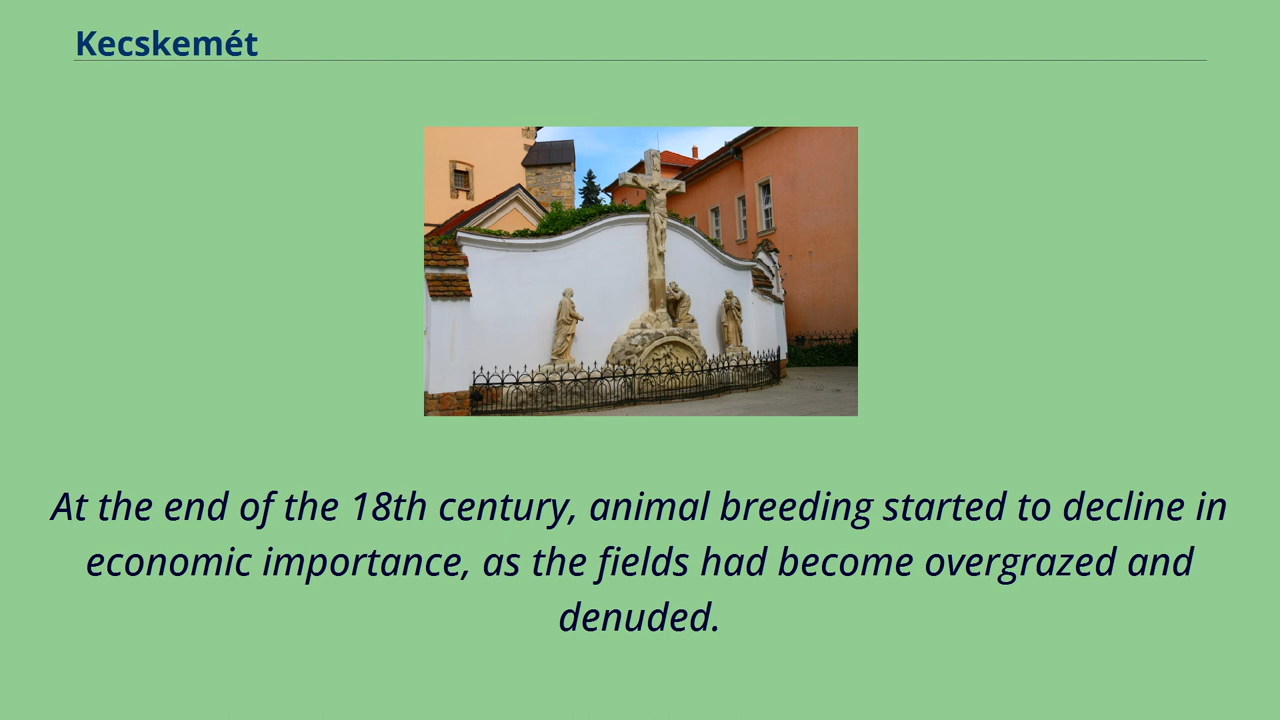 Kecskemét
At the end of the 18th century, animal breeding started to decline in
economic importance, as the fields had become overgrazed and
denuded.